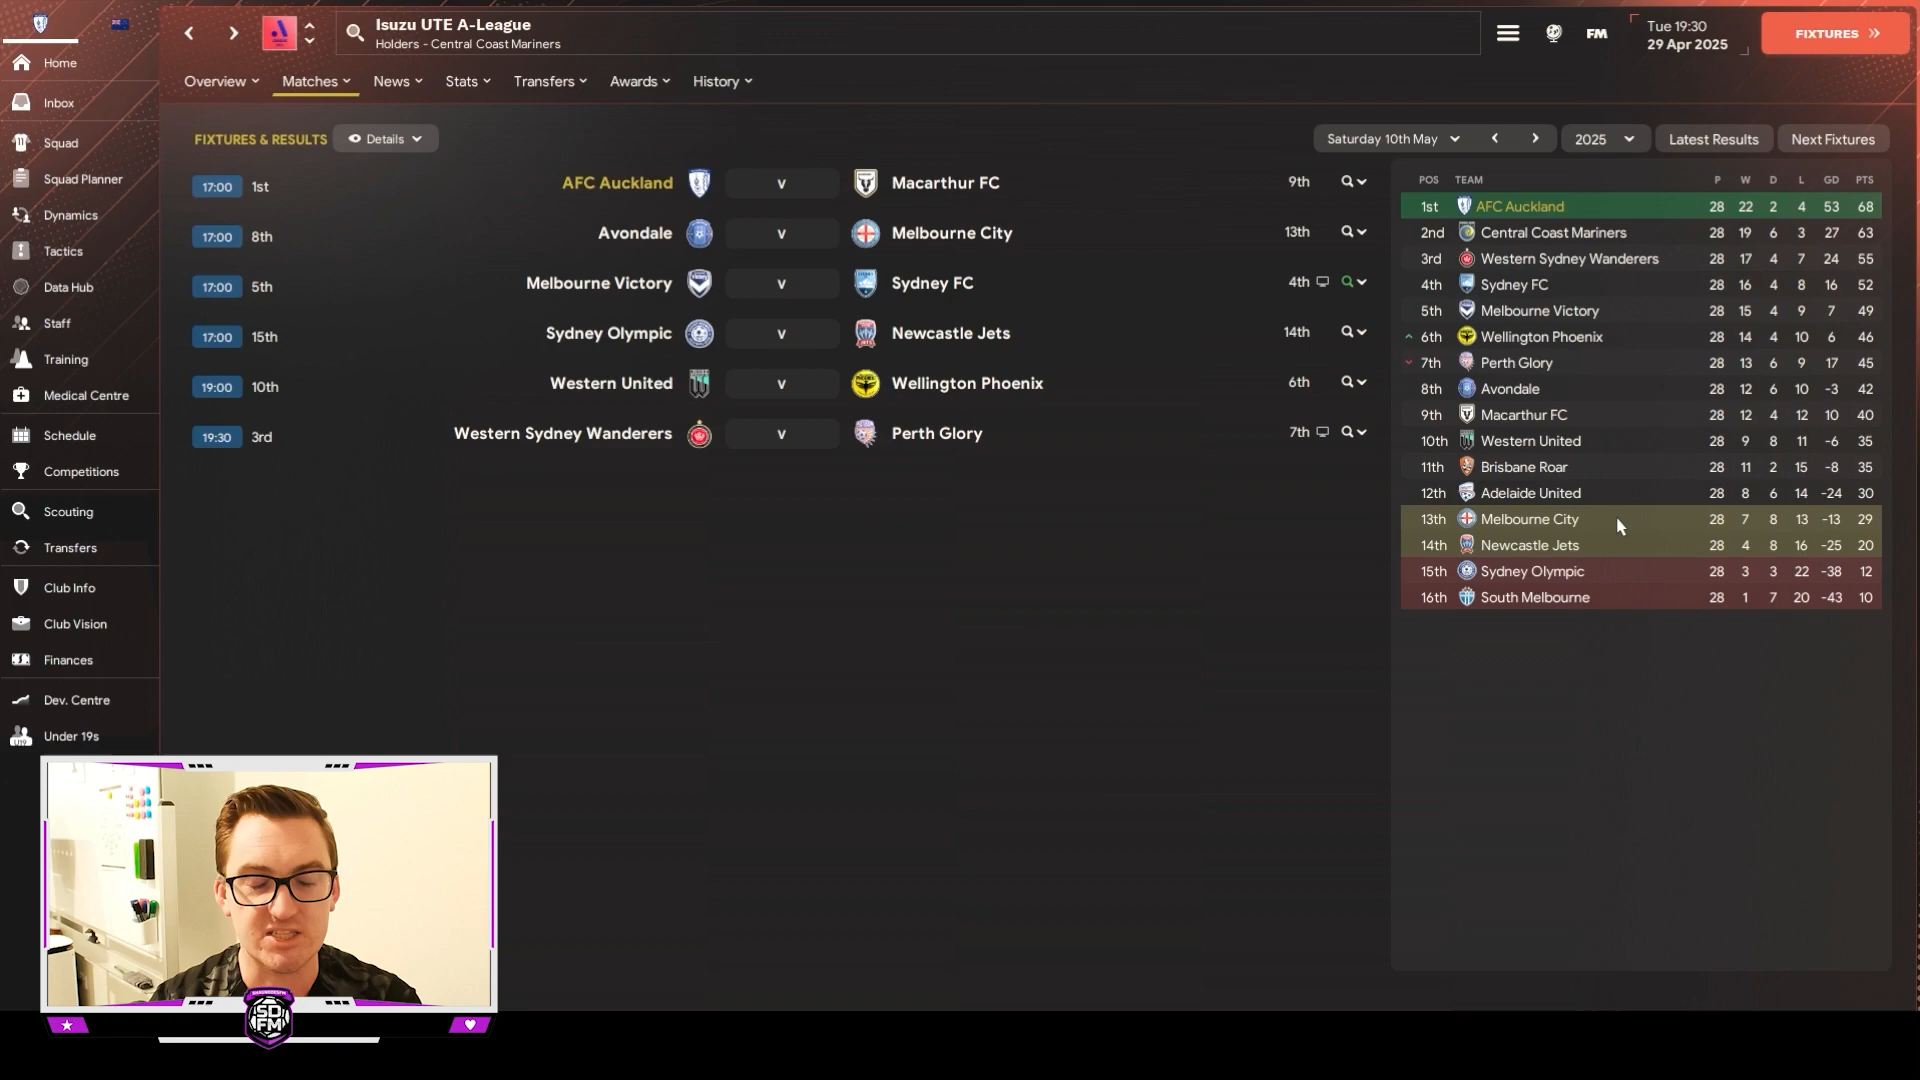 Isuzu UTE A-League
Holders - Central Coast Mariners
FM
Tue 19:30
29 Apr 2025
FIXTURES
Home
Inbox
Squad
Squad Planner
Dynamics
Tactics
Data Hub
Staff
Training
Medical Centre
Schedule
Competitions
Scouting
Transfers
Club Info
Club Vision
Finances
Dev. Centre
U19
Under 19s
Overview Matches News Stats Transfers Awards History
FIXTURES & RESULTS Details
Saturday 10th May 2025 Latest Results Next Fixtures
17:00 1st AFC Auckland v Macarthur FC 9th
17:00 8th Avondale v Melbourne City 13th
17:00 5th Melbourne Victory v Sydney FC 4th
17:00 15th Sydney Olympic v Newcastle Jets 14th
19:00 10th Western United v Wellington Phoenix 6th
19:30 3rd Western Sydney Wanderers v Perth Glory 7th
POS TEAM P W D L GD PTS
1st AFC Auckland 28 22 2 4 53 68
2nd Central Coast Mariners 28 19 6 3 27 63
3rd Western Sydney Wanderers 28 17 4 7 24 55
4th Sydney FC 28 16 4 8 16 52
5th Melbourne Victory 28 15 4 9 7 49
6th Wellington Phoenix 28 14 4 10 6 46
7th Perth Glory 28 13 6 9 17 45
8th Avondale 28 12 6 10 -3 42
9th Macarthur FC 28 12 4 12 10 40
10th Western United 28 9 8 11 -6 35
11th Brisbane Roar 28 11 2 15 -8 35
12th Adelaide United 28 8 6 14 -24 30
13th Melbourne City 28 7 8 13 -13 29
14th Newcastle Jets 28 4 8 16 -25 20
15th Sydney Olympic 28 3 3 22 -38 12
16th South Melbourne 28 1 7 20 -43 10
SD
FM